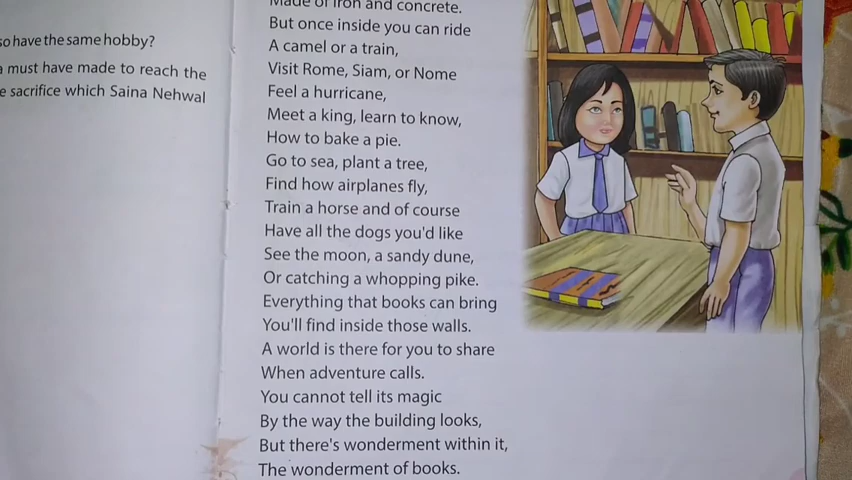 so have the same hobby?
must have made to reach the
sacrifice which Saina Nehwal
Made of iron and concrete.
But once inside you can ride
A camel or a train,
Visit Rome, Siam, or Nome
Feel a hurricane,
Meet a king, learn to know,
How to bake a pie.
Go to sea, plant a tree,
Find how airplanes fly,
Train a horse and of course
Have all the dogs you'd like
See the moon, a sandy dune,
Or catching a whopping pike.
Everything that books can bring
You'll find inside those walls.
A world is there for you to share
When adventure calls.
You cannot tell its magic
By the way the building looks,
But there's wonderment within it,
The wonderment of books.